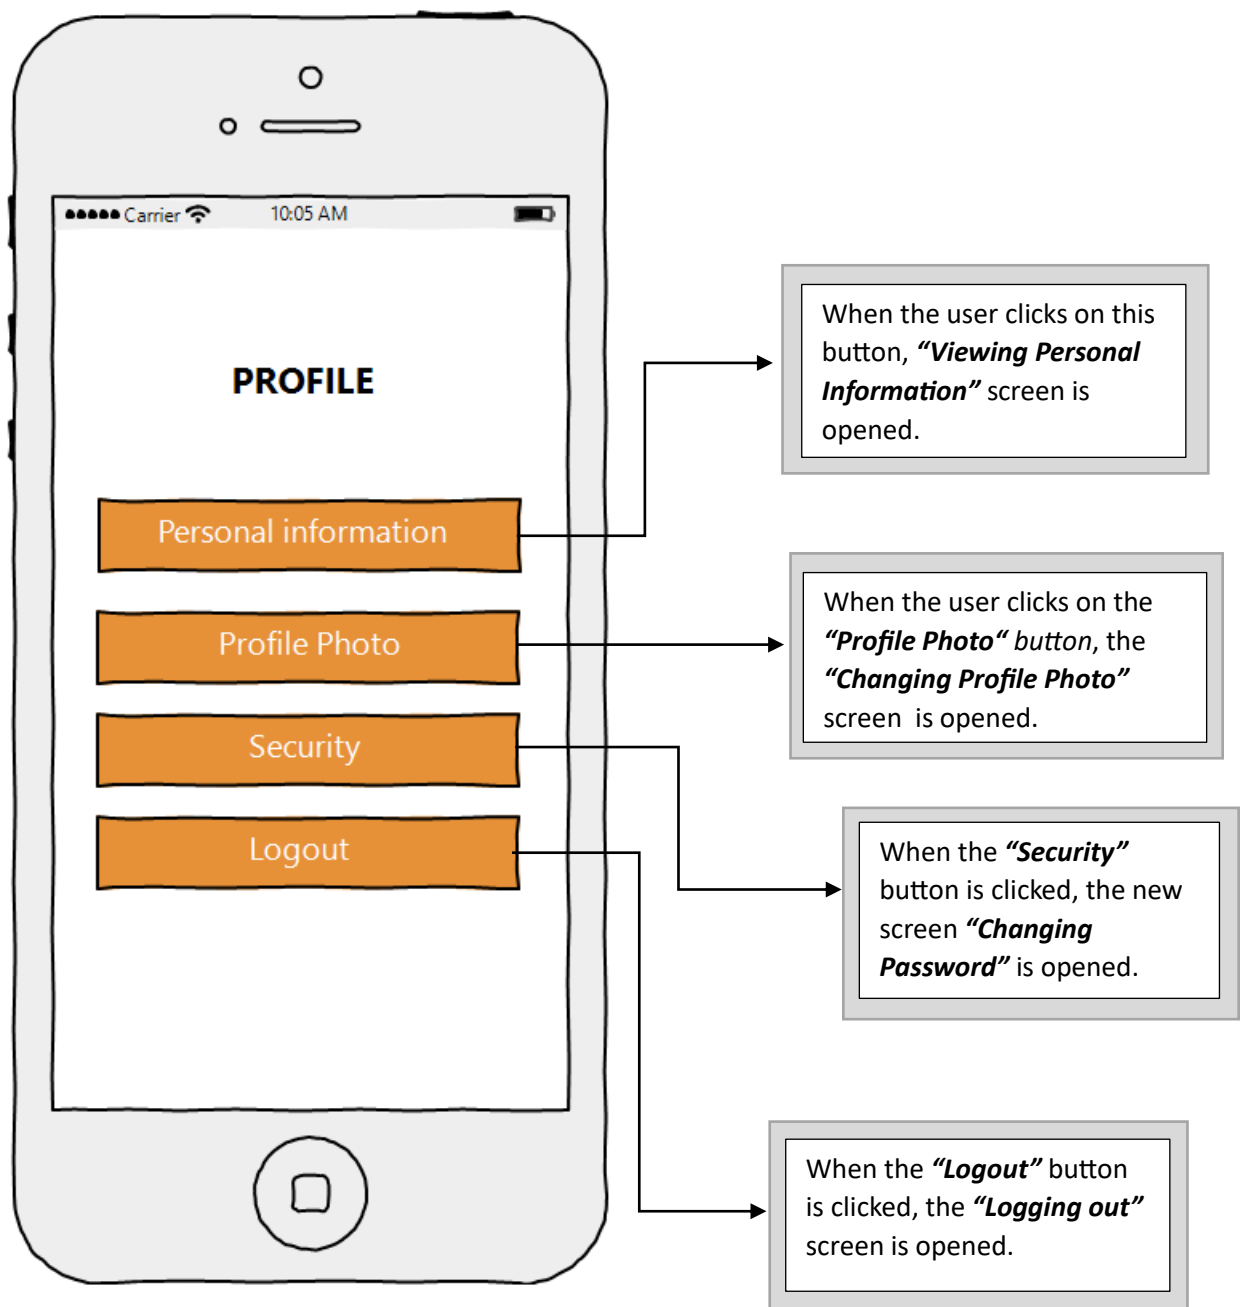 Carrier 10:05 AM
PROFILE
Personal information
Profile Photo
Security
Logout
When the user clicks on this
button, “Viewing Personal
Information” screen is
opened.
When the user clicks on the
“Profile Photo“ button, the
“Changing Profile Photo”
screen  is opened.
When the “Security”
button is clicked, the new
screen “Changing
Password” is opened.
When the “Logout” button
is clicked, the “Logging out”
screen is opened.